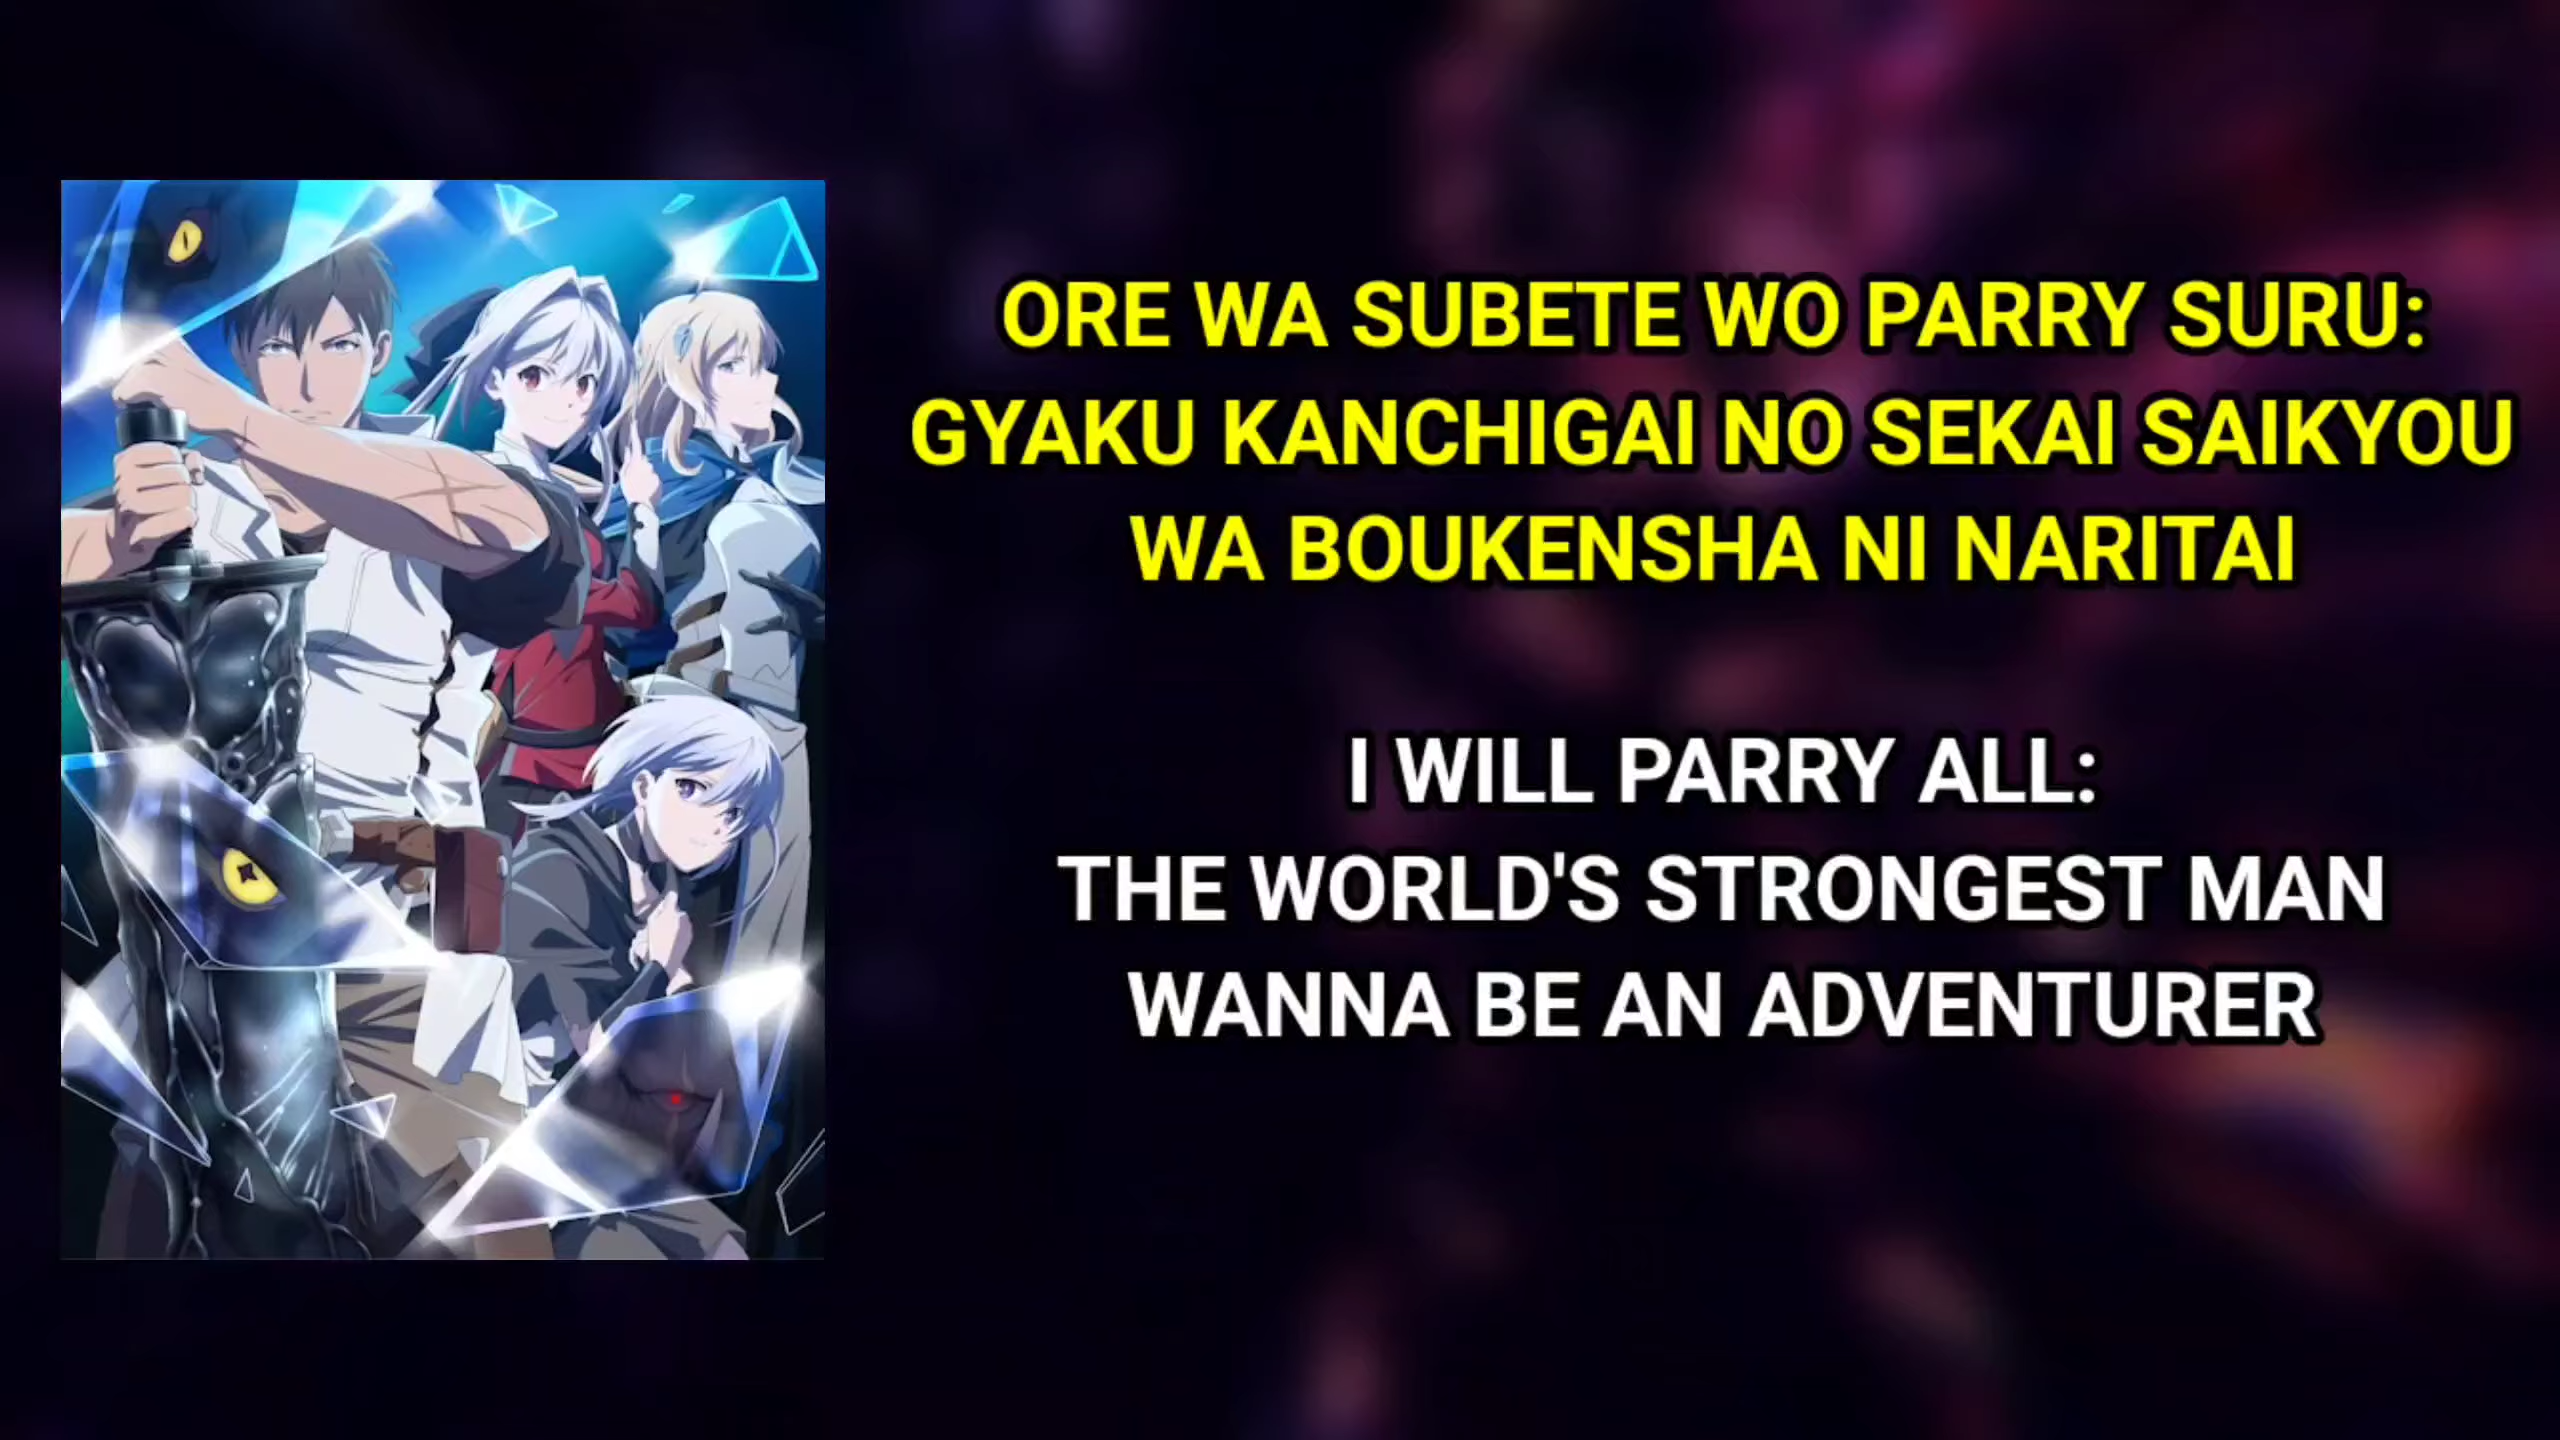 ORE WA SUBETE WO PARRY SURU:
GYAKU KANCHIGAI NO SEKAI SAIKYOU
WA BOUKENSHA NI NARITAI
I WILL PARRY ALL:
THE WORLD'S STRONGEST MAN
WANNA BE AN ADVENTURER